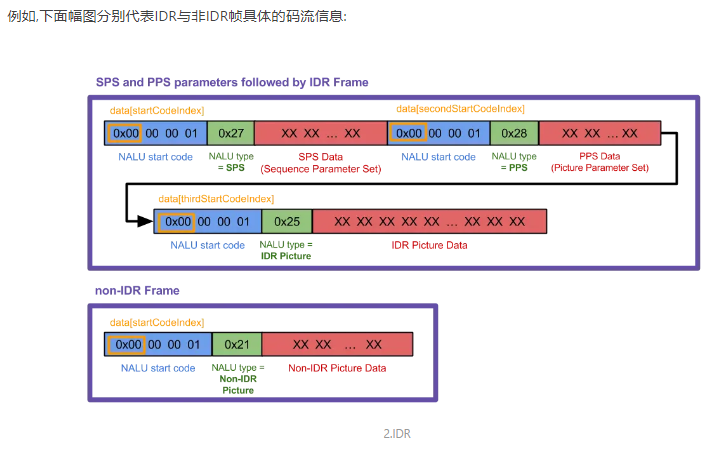 例如,下面幅图分别代表IDR与非IDR帧具体的码流信息:
SPS and PPS parameters followed by IDR Frame
data[startCodeIndex]
data[secondStartCodeIndex]
0x00 00 00 01 0x27 XX XX ... XX 0x00 00 00 01 0x28 XX XX ... XX
NALU start code
NALU type
= SPS
SPS Data
(Sequence Parameter Set)
NALU start code
NALU type
= PPS
PPS Data
(Picture Parameter Set)
data[thirdStartCodeIndex]
0x00 00 00 01 0x25 XX XX XX XX XX ... XX XX XX
NALU start code
NALU type =
IDR Picture
IDR Picture Data
non-IDR Frame
data[startCodeIndex]
0x00 00 00 01 0x21 XX XX ... XX
NALU start code
NALU type =
Non-IDR
Picture
Non-IDR Picture Data
2.IDR